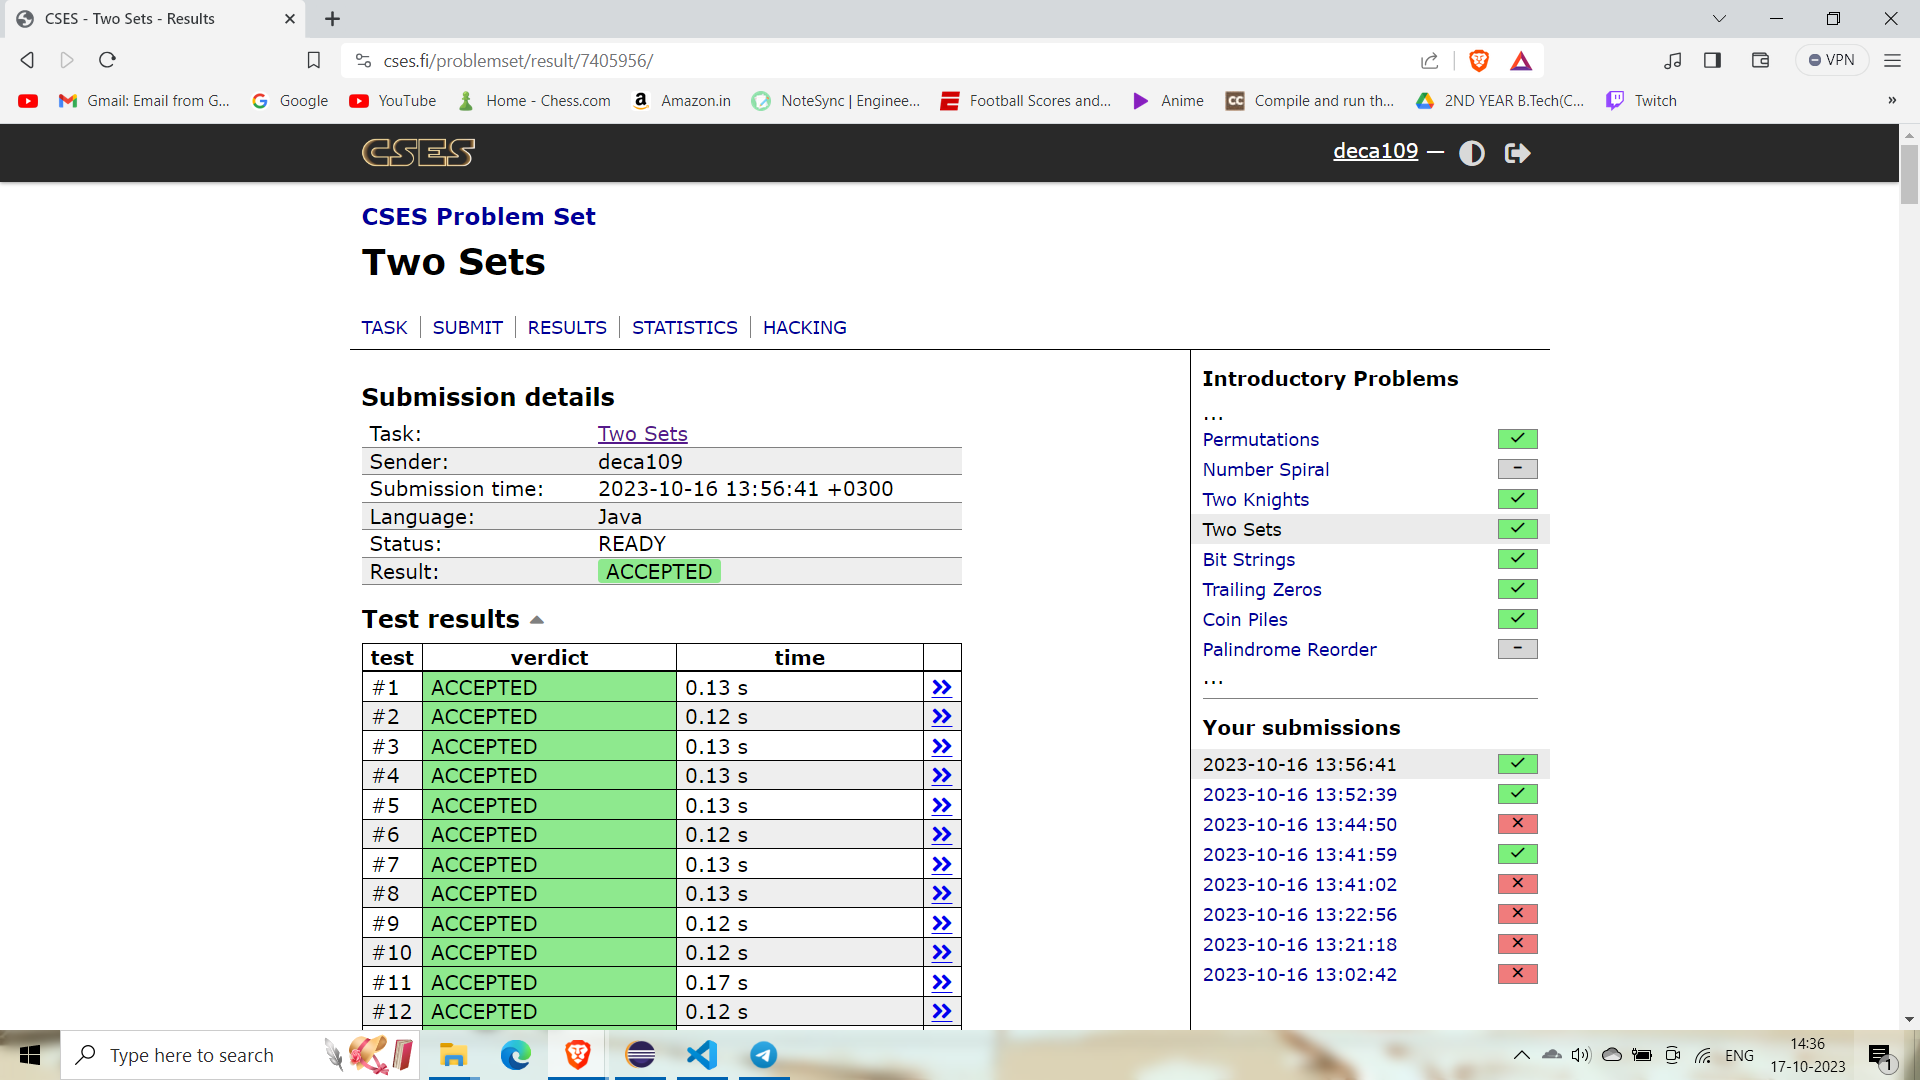 CSES - Two Sets - Results
cses.fi/problemset/result/7405956/
VPN
Gmail: Email from G...
Google
YouTube
Home - Chess.com
Amazon.in
NoteSync | Enginee...
Football Scores and...
Anime
CC
Compile and run th...
2ND YEAR B.Tech(C...
Twitch
»
CSES
deca109 —
CSES Problem Set
Two Sets
TASK
SUBMIT
RESULTS
STATISTICS
HACKING
Submission details
Task: Two Sets
Sender: deca109
Submission time: 2023-10-16 13:56:41 +0300
Language: Java
Status: READY
Result: ACCEPTED
Test results
test verdict time
#1 ACCEPTED 0.13 s
#2 ACCEPTED 0.12 s
#3 ACCEPTED 0.13 s
#4 ACCEPTED 0.13 s
#5 ACCEPTED 0.13 s
#6 ACCEPTED 0.12 s
#7 ACCEPTED 0.13 s
#8 ACCEPTED 0.13 s
#9 ACCEPTED 0.12 s
#10 ACCEPTED 0.12 s
#11 ACCEPTED 0.17 s
#12 ACCEPTED 0.12 s
Introductory Problems
...
Permutations
Number Spiral
Two Knights
Two Sets
Bit Strings
Trailing Zeros
Coin Piles
Palindrome Reorder
...
Your submissions
2023-10-16 13:56:41
2023-10-16 13:52:39
2023-10-16 13:44:50
2023-10-16 13:41:59
2023-10-16 13:41:02
2023-10-16 13:22:56
2023-10-16 13:21:18
2023-10-16 13:02:42
Type here to search
ENG
14:36
17-10-2023
1